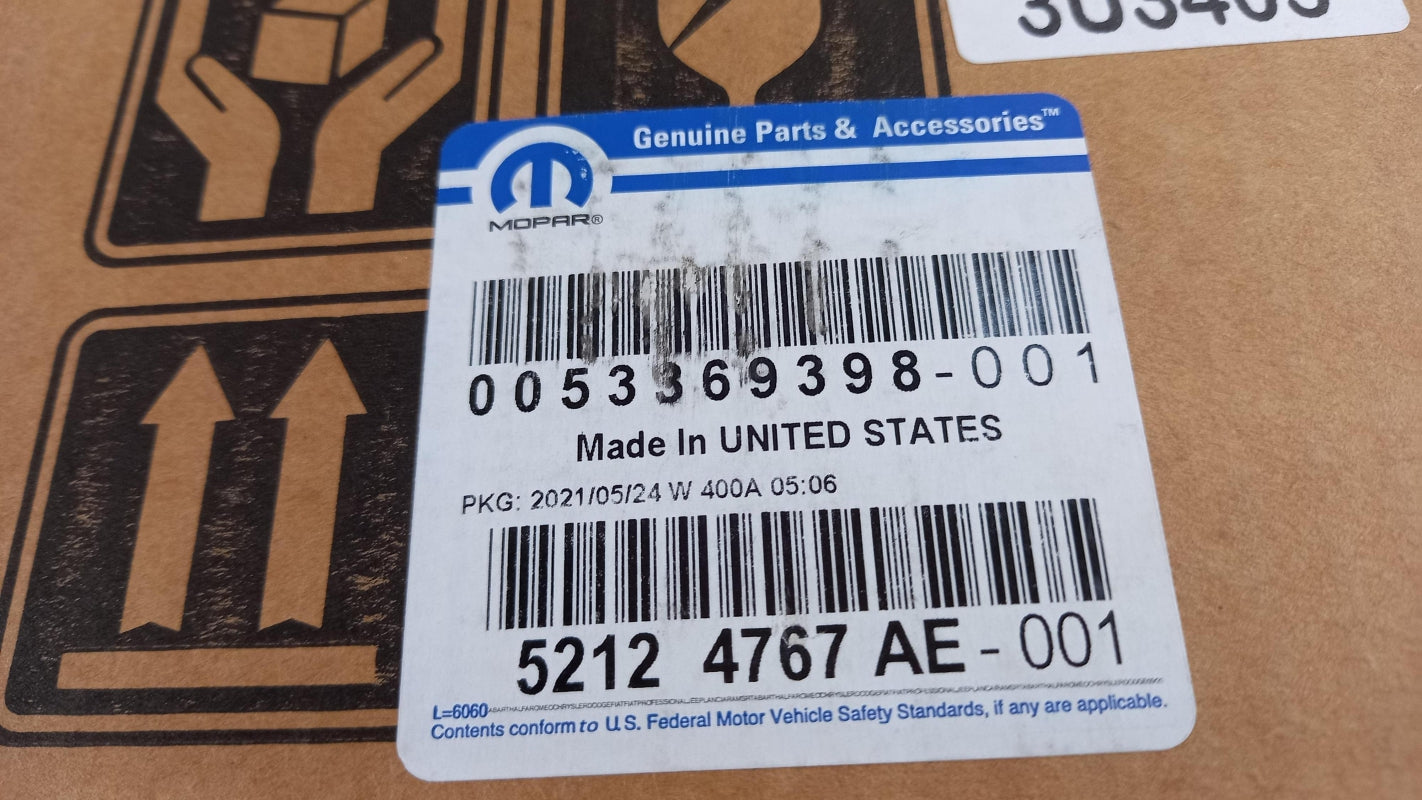 Genuine Parts & Accessories™
MOPAR®
0053369398-001
Made In UNITED STATES
PKG: 2021/05/24 W 400A 05:06
5212 4767 AE-001
L=6060
Contents conform to U.S. Federal Motor Vehicle Safety Standards, if any are applicable.